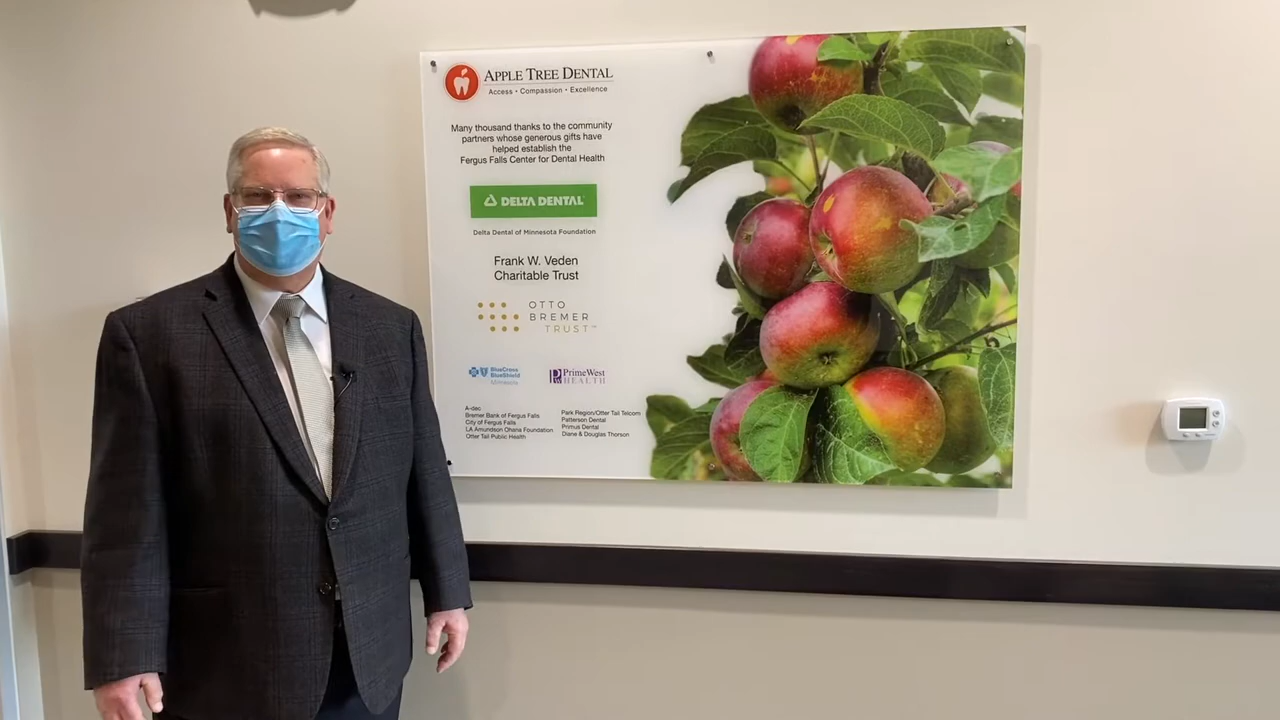 APPLE TREE DENTAL
Access • Compassion • Excellence
Many thousand thanks to the community
partners whose generous gifts have
helped establish the
Fergus Falls Center for Dental Health
DELTA DENTAL
Delta Dental of Minnesota Foundation
Frank W. Veden
Charitable Trust
OTTO
BREMER
TRUST™
BlueCross
BlueShield
Minnesota
PrimeWest
HEALTH
A-dec
Bremer Bank of Fergus Falls
City of Fergus Falls
LA Amundson Ohana Foundation
Otter Tail Public Health
Park Region/Otter Tail Telcom
Patterson Dental
Primus Dental
Diane & Douglas Thorson